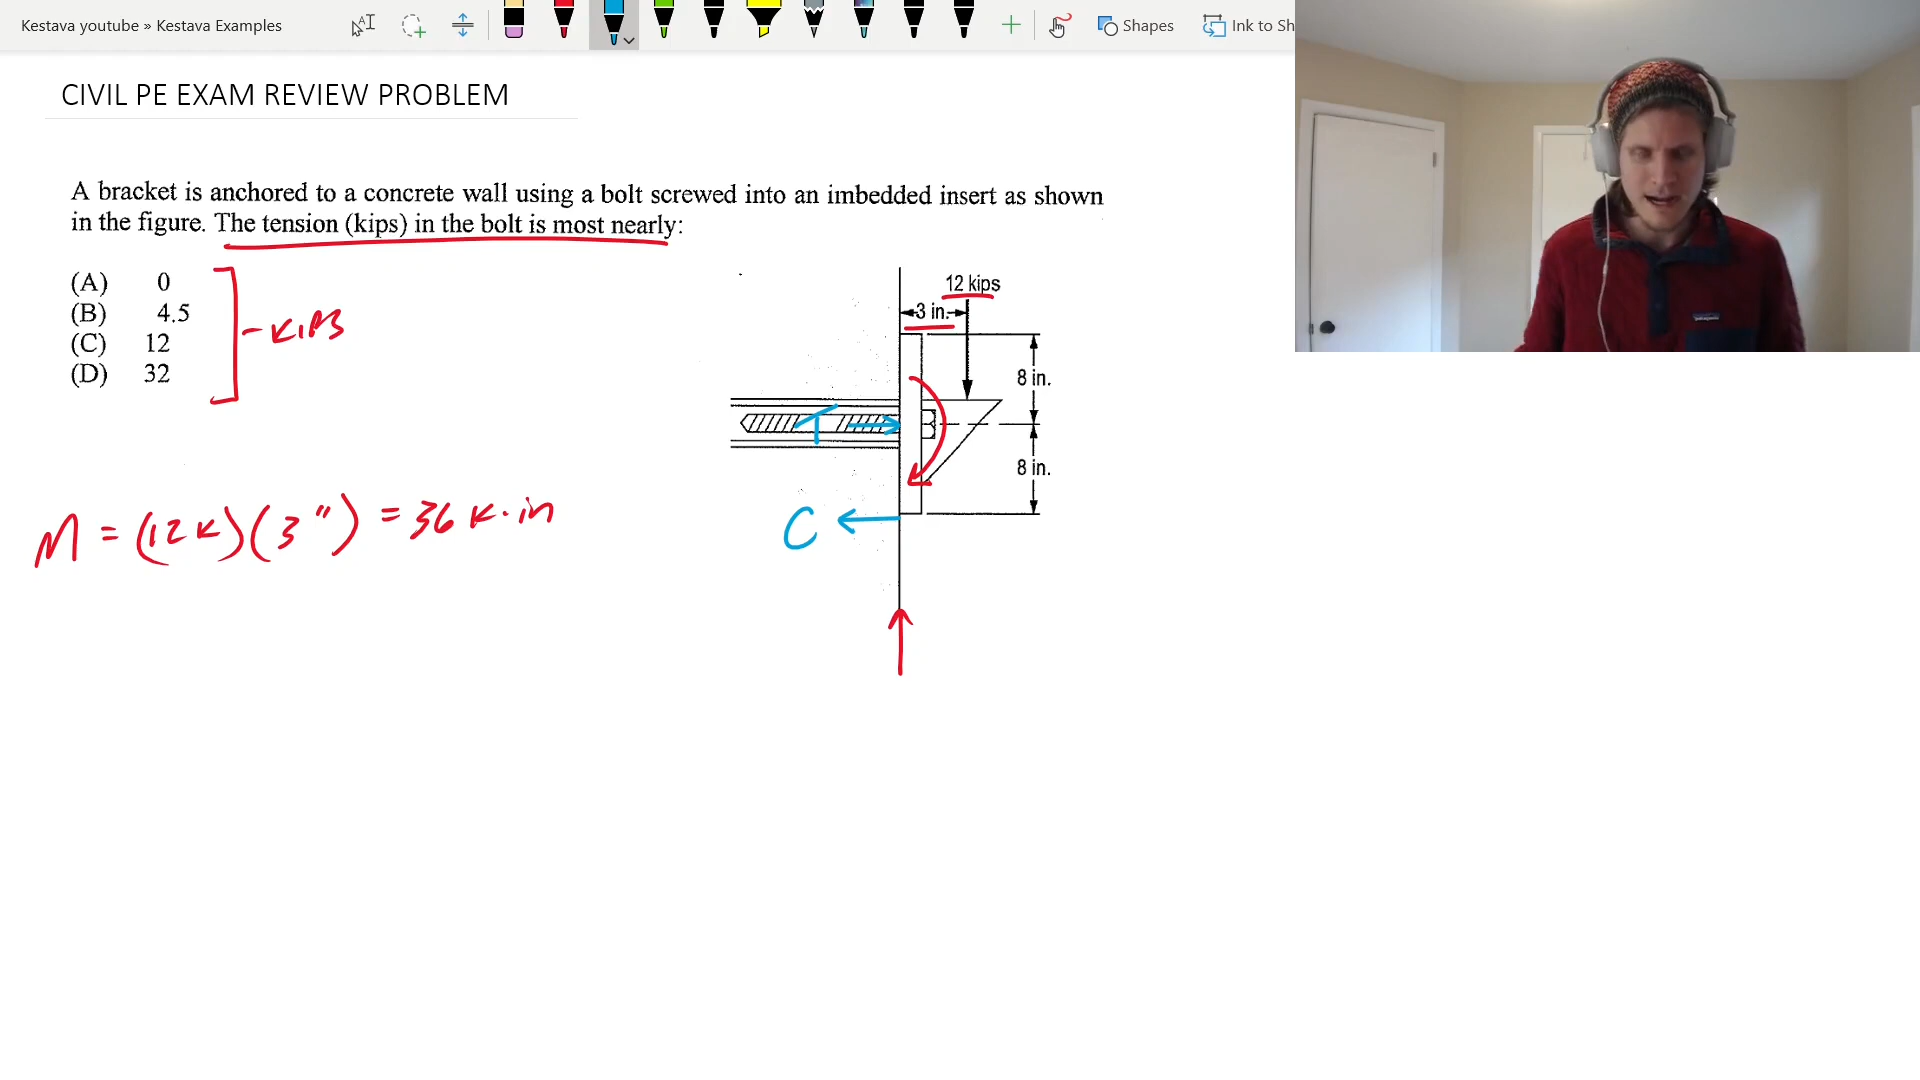 Kestava youtube » Kestava Examples
Shapes
Ink to Sh
CIVIL PE EXAM REVIEW PROBLEM
A bracket is anchored to a concrete wall using a bolt screwed into an imbedded insert as shown
in the figure. The tension (kips) in the bolt is most nearly:
(A) 0
(B) 4.5
(C) 12
(D) 32
- KIPS
12 kips
3 in.
8 in.
T
8 in.
C
M = (12 K)(3") = 36 K·in
patagonia